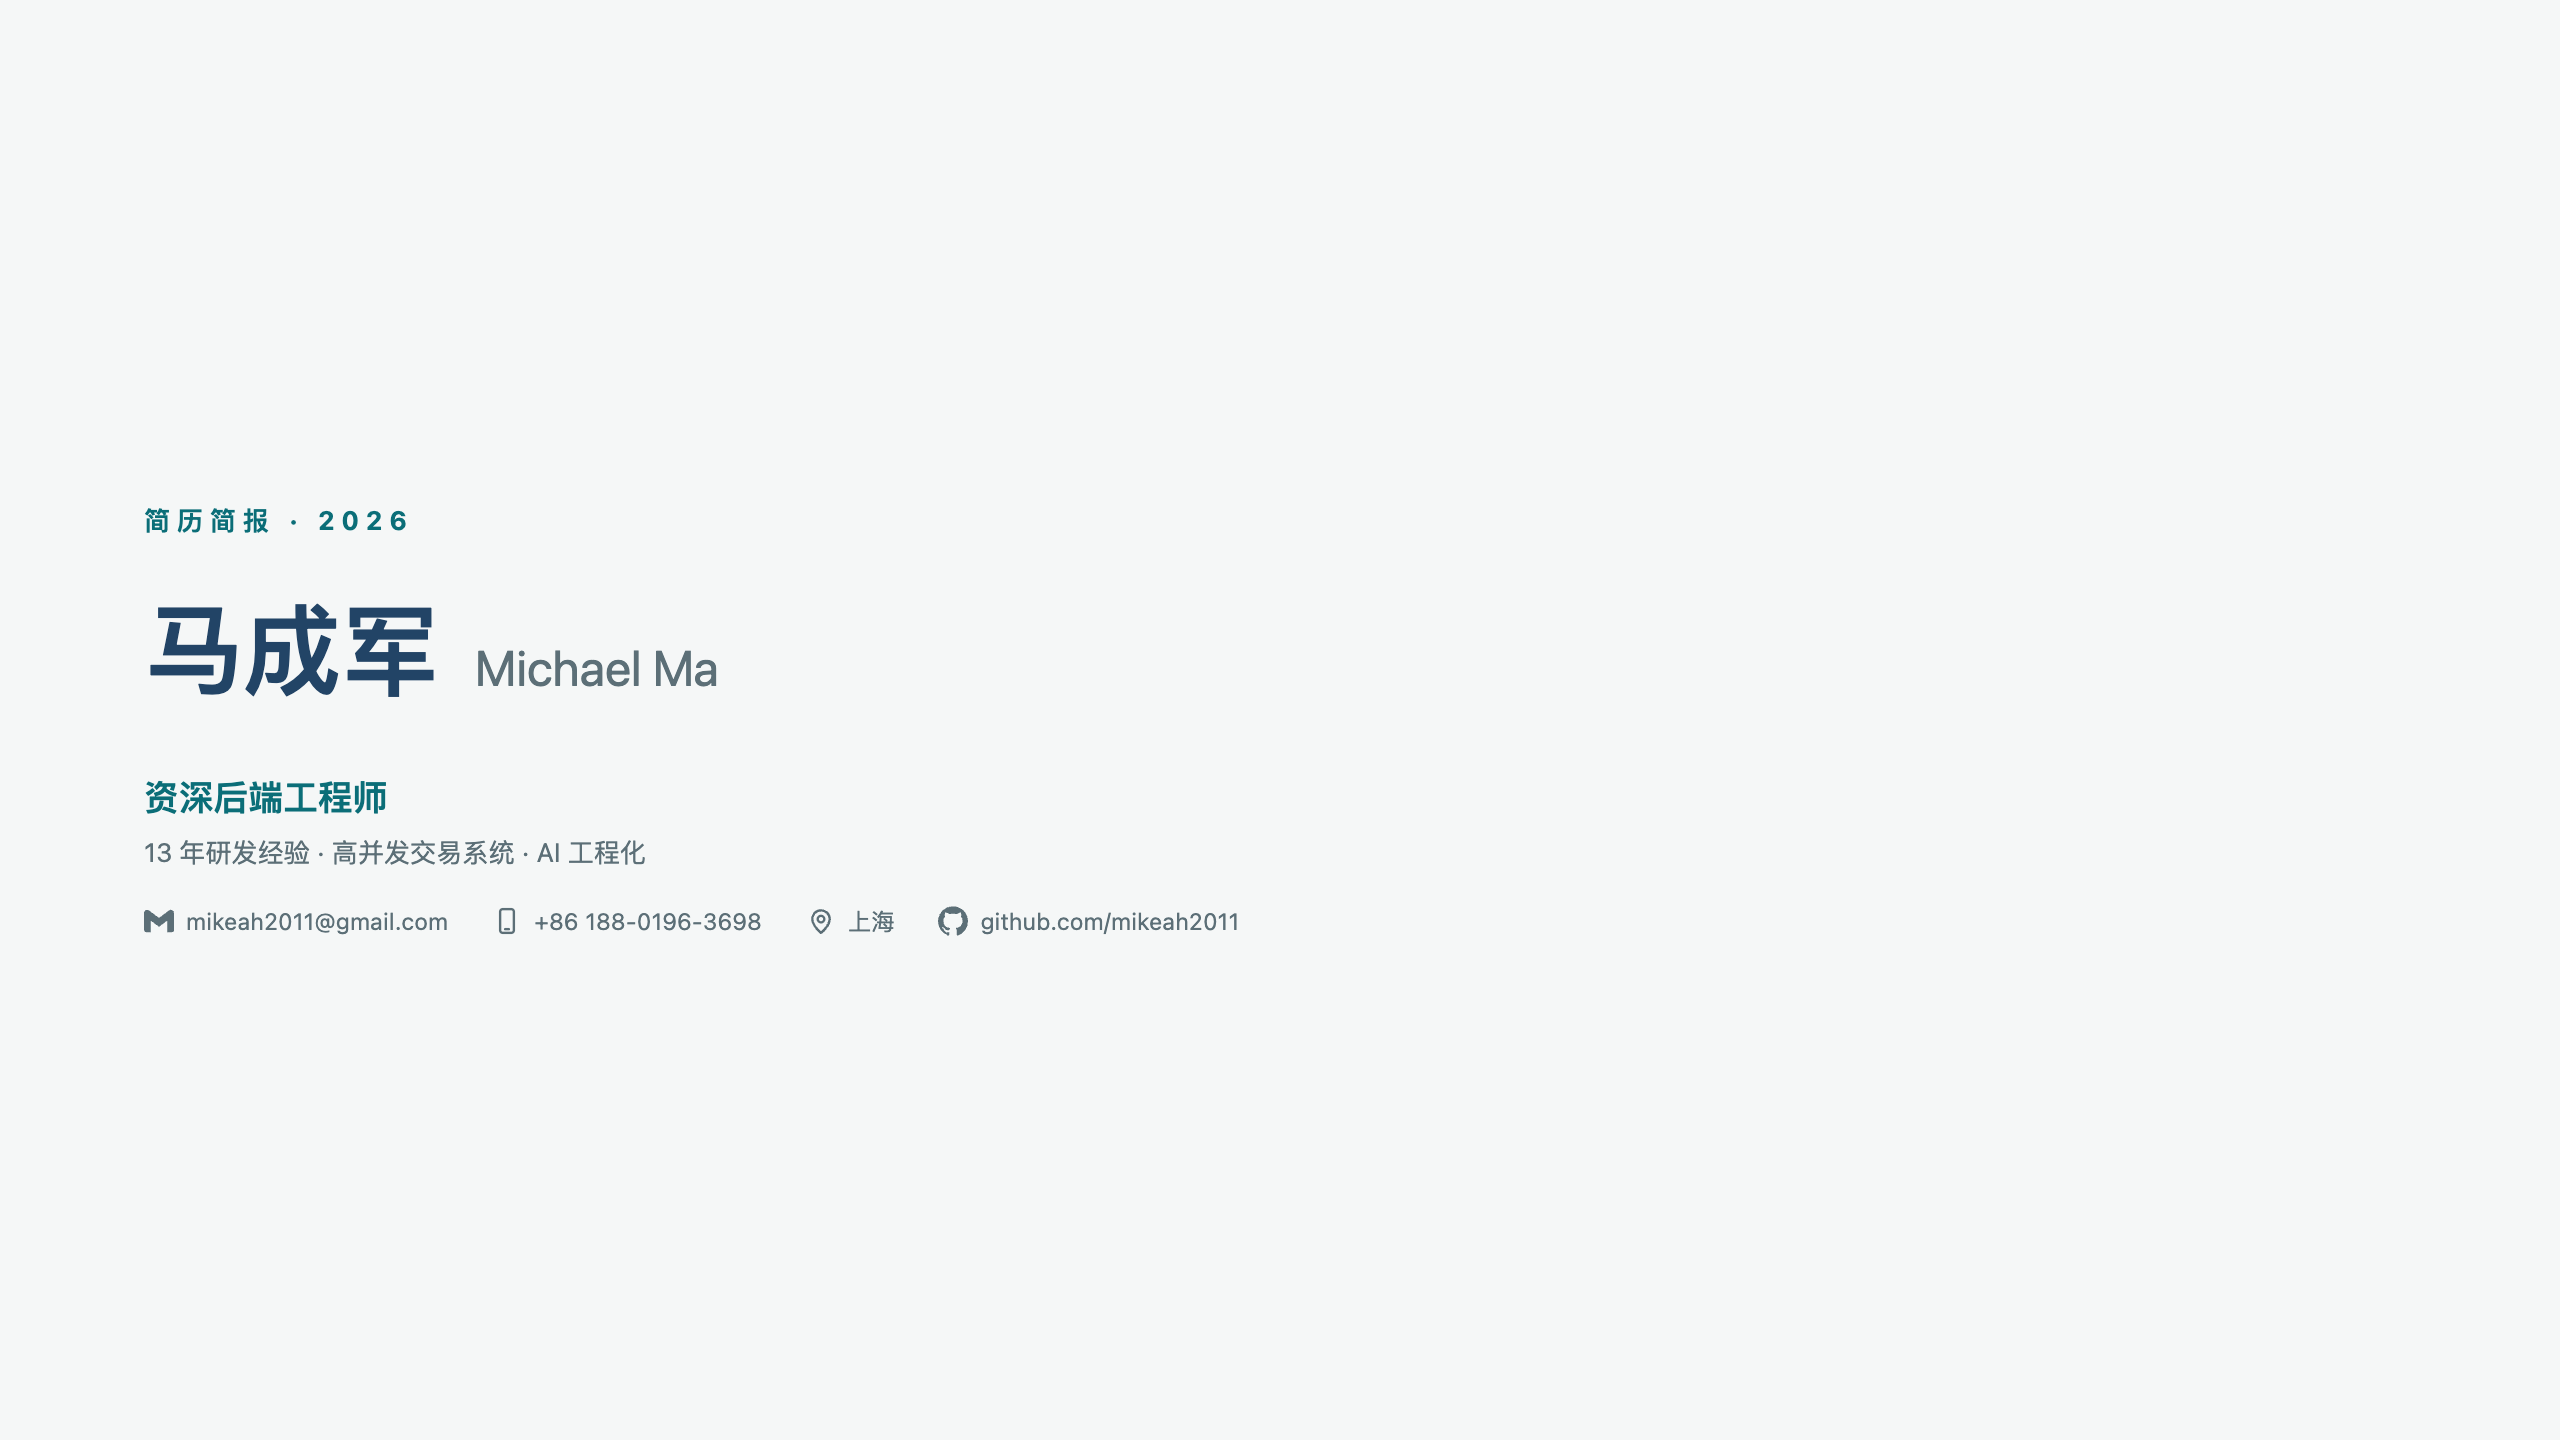 简历简报 · 2026
马成军 Michael Ma
资深后端工程师
13 年研发经验 · 高并发交易系统 · AI 工程化
mikeah2011@gmail.com +86 188-0196-3698 上海 github.com/mikeah2011